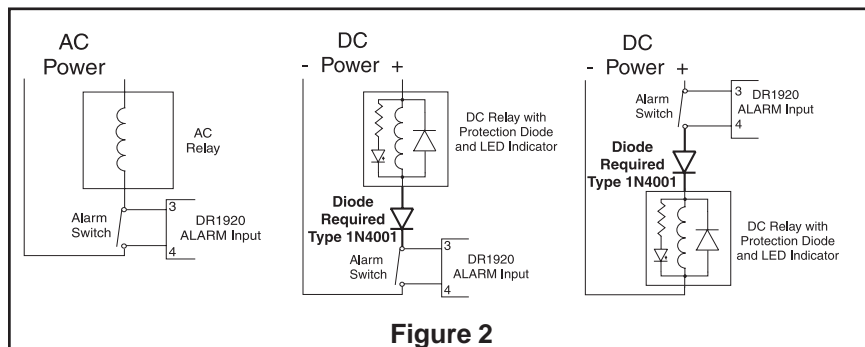 AC
Power
AC
Relay
Alarm
Switch
3
4
DR1920
ALARM Input
DC
- Power +
DC Relay with
Protection Diode
and LED Indicator
Diode
Required
Type 1N4001
Alarm
Switch
3
4
DR1920
ALARM Input
DC
- Power +
Alarm
Switch
3
4
DR1920
ALARM Input
Diode
Required
Type 1N4001
DC Relay with
Protection Diode
and LED Indicator
Figure 2